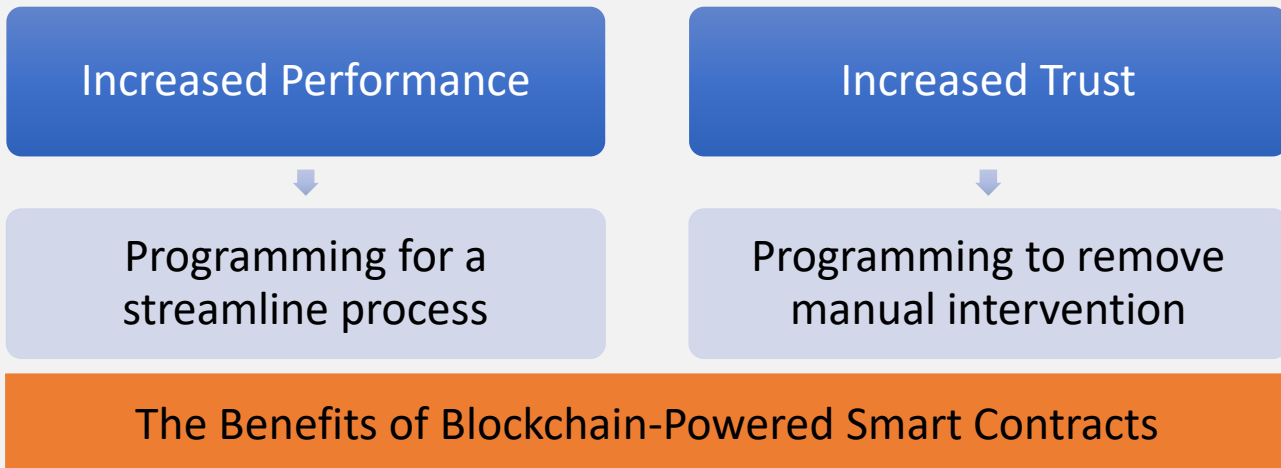 Increased Performance
Increased Trust
Programming for a
streamline process
Programming to remove
manual intervention
The Benefits of Blockchain-Powered Smart Contracts